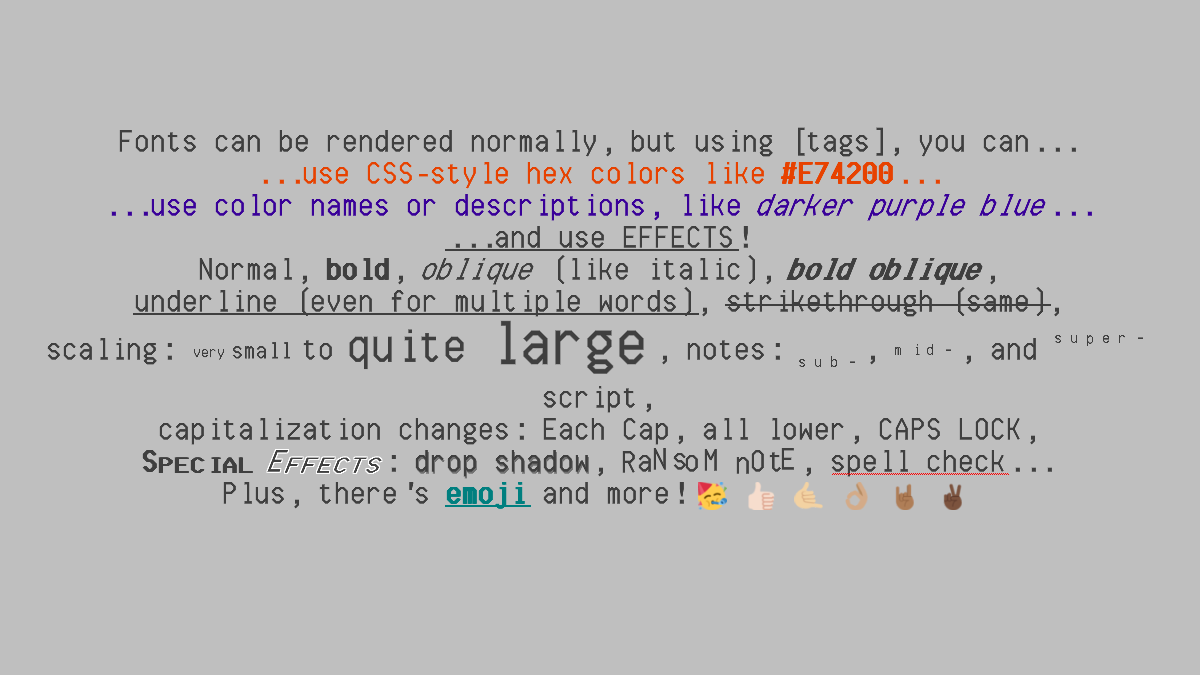 Fonts can be rendered normally, but using [tags], you can...
...use CSS-style hex colors like #E74200...
...use color names or descriptions, like darker purple blue...
...and use EFFECTS!
Normal, bold, oblique (like italic), bold oblique,
underline (even for multiple words), strikethrough (same),
scaling: very small to quite large, notes: sub-, mid-, and super-
script,
capitalization changes: Each Cap, all lower, CAPS LOCK,
Special Effects: drop shadow, RaNsoM nOtE, spell check...
Plus, there's emoji and more! 🥳 👍🏻 🤙🏼 👌🏽 🤘🏾 ✌🏿